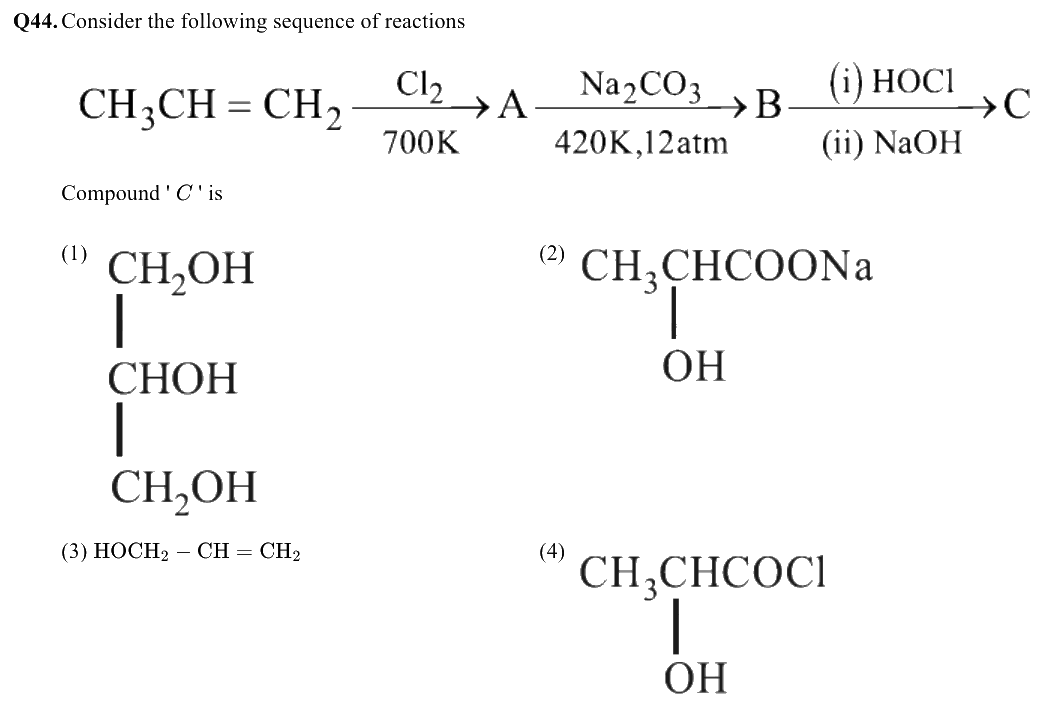 Q44. Consider the following sequence of reactions
CH₃CH = CH₂ —Cl₂ / 700K→ A —Na₂CO₃ / 420K,12atm→ B —(i) HOCl / (ii) NaOH→ C
Compound ' C ' is
(1) CH₂OH
|
CHOH
|
CH₂OH
(2) CH₃CHCOONa
|
OH
(3) HOCH₂ − CH = CH₂
(4) CH₃CHCOCl
|
OH